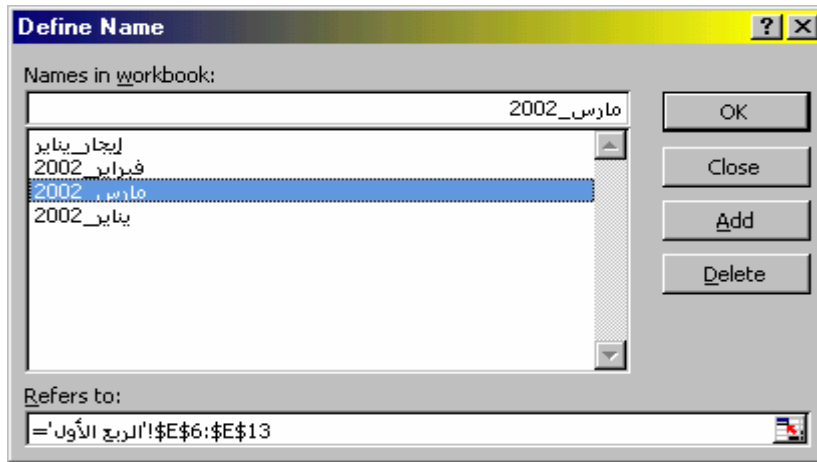 Define Name
Names in workbook:
مارس_2002
إيجار_يناير
فبراير_2002
مارس_2002
يناير_2002
OK
Close
Add
Delete
Refers to:
='الربع الأول'!$E$6:$E$13